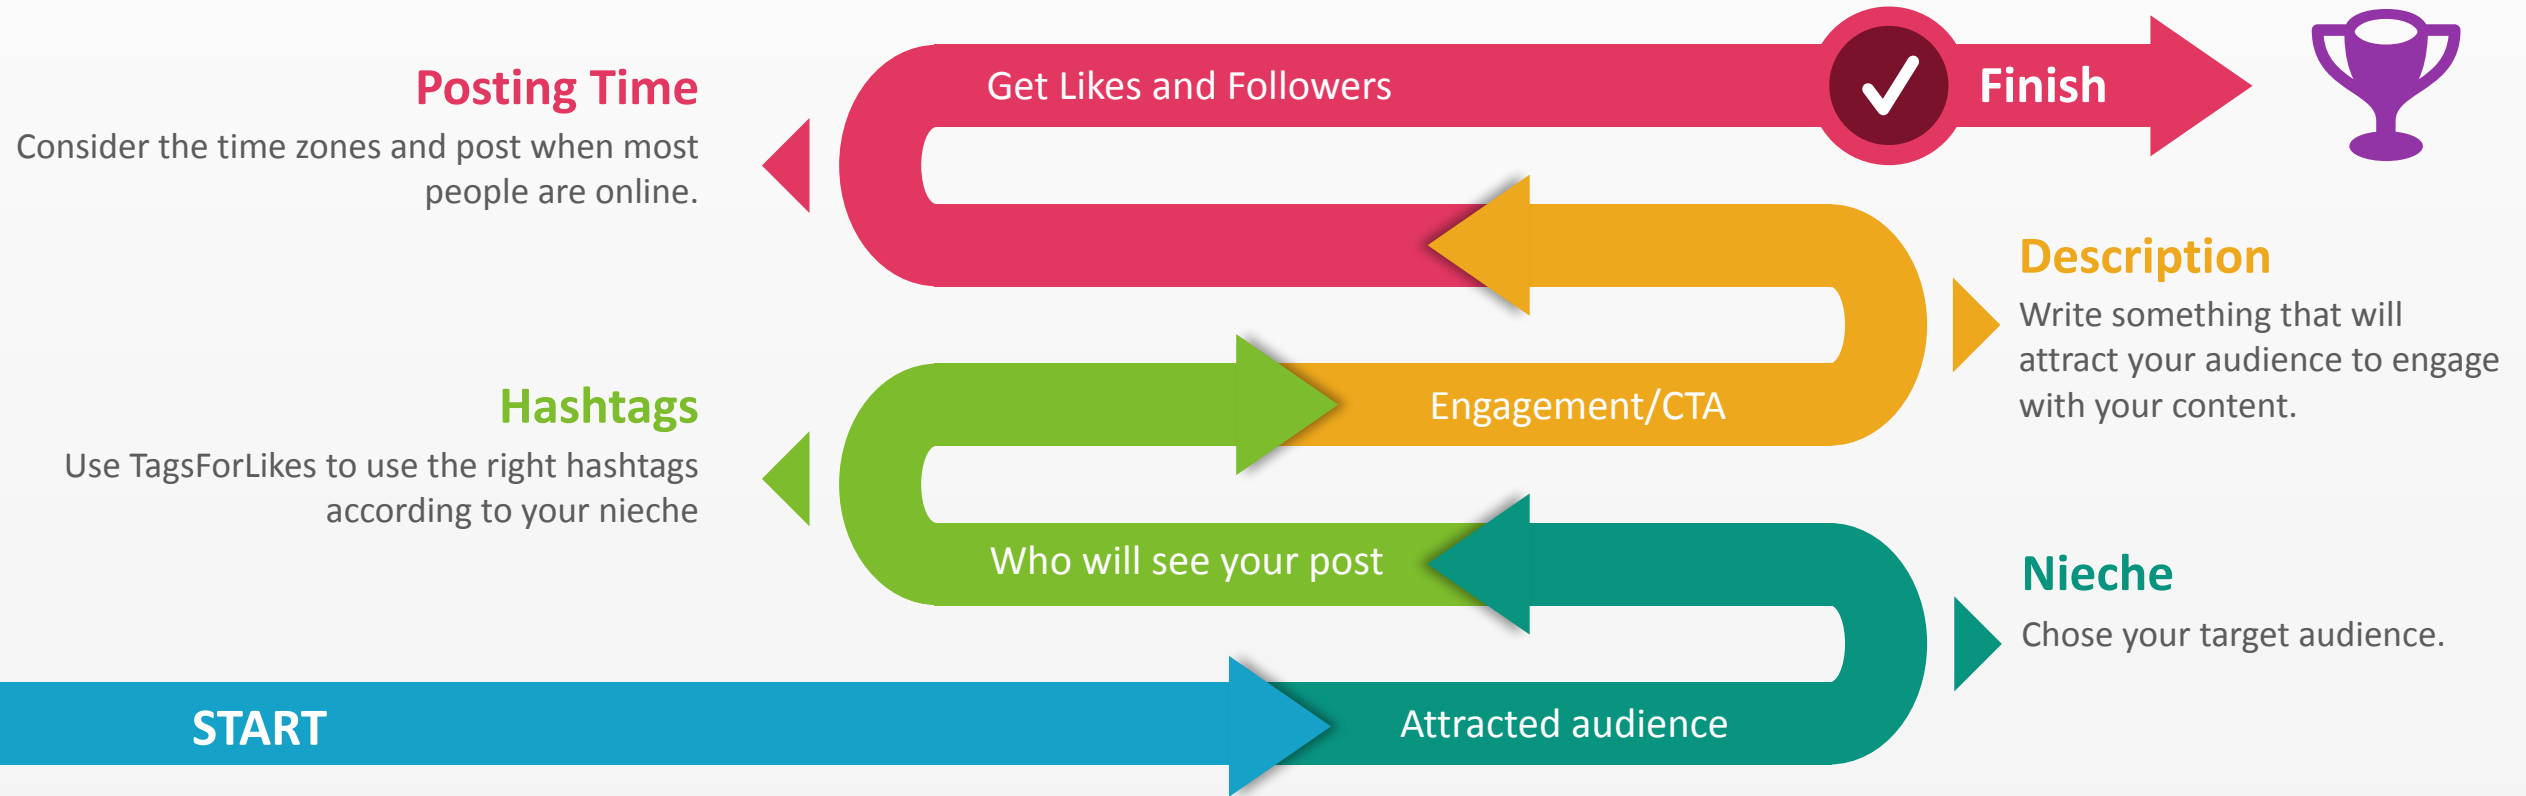 Posting Time
Consider the time zones and post when most
people are online.
Get Likes and Followers
Finish
Description
Write something that will
attract your audience to engage
with your content.
Hashtags
Use TagsForLikes to use the right hashtags
according to your nieche
Engagement/CTA
Who will see your post
Nieche
Chose your target audience.
START
Attracted audience